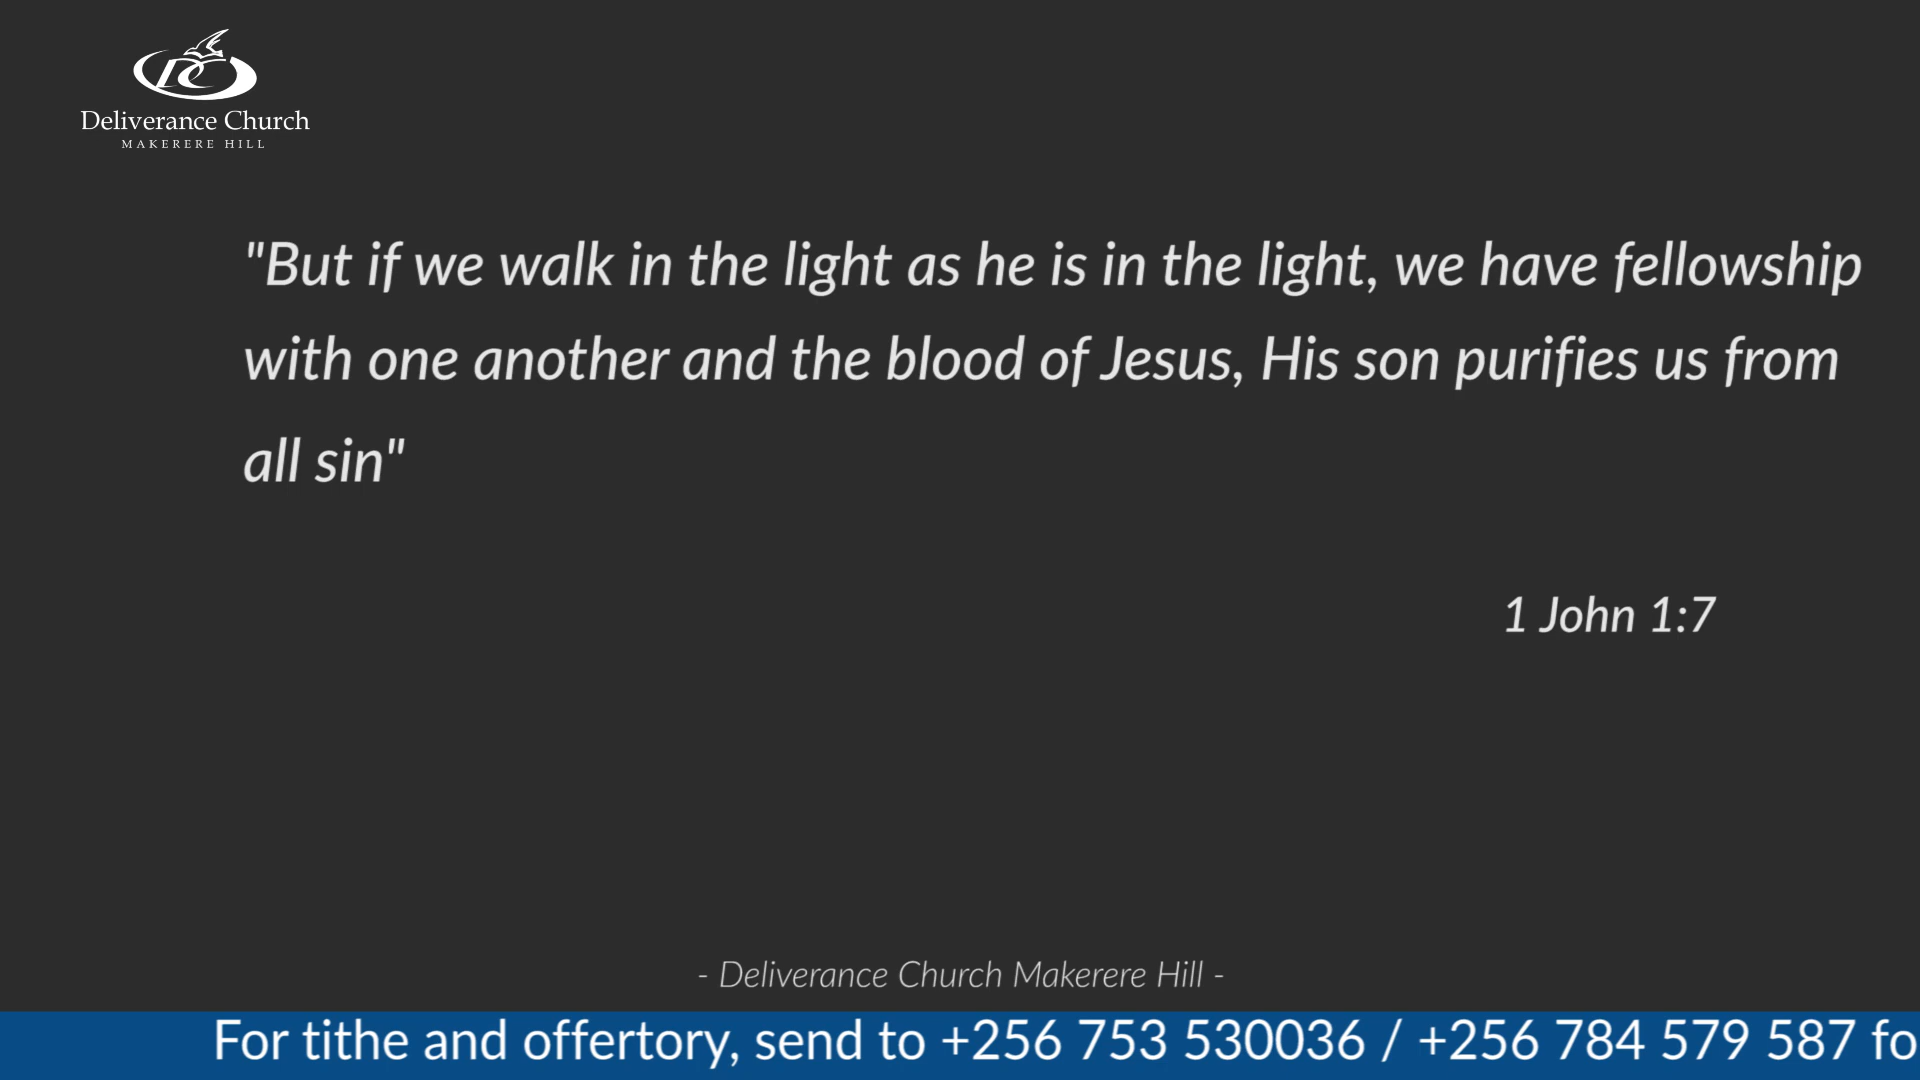 DC
Deliverance Church
MAKERERE HILL
"But if we walk in the light as he is in the light, we have fellowship
with one another and the blood of Jesus, His son purifies us from
all sin"
1 John 1:7
- Deliverance Church Makerere Hill -
For tithe and offertory, send to +256 753 530036 / +256 784 579 587 fo